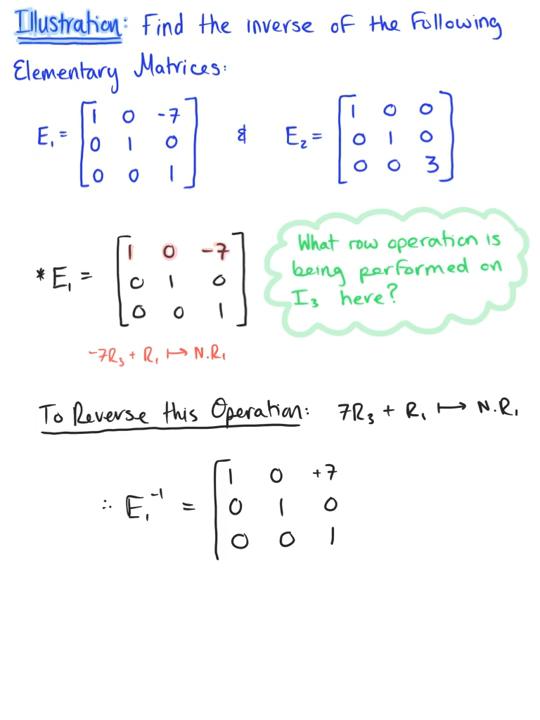 Illustration: Find the inverse of the following
Elementary Matrices:
E₁ = [1 0 -7
0 1 0
0 0 1] & E₂ = [1 0 0
0 1 0
0 0 3]
* E₁ = [1 0 -7
0 1 0
0 0 1]
-7R₃ + R₁ ↦ N.R₁
What row operation is
being performed on
I₃ here?
To Reverse this Operation: 7R₃ + R₁ ↦ N.R₁
∴ E₁⁻¹ = [1 0 +7
0 1 0
0 0 1